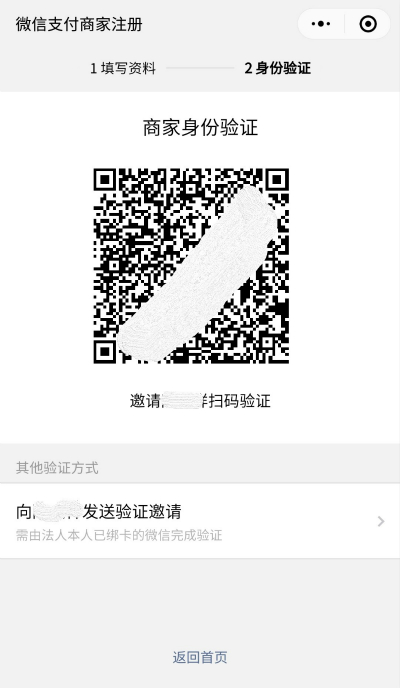 微信支付商家注册
1 填写资料
2 身份验证
商家身份验证
邀请 扫码验证
其他验证方式
向 发送验证邀请
需由法人本人已绑卡的微信完成验证
返回首页